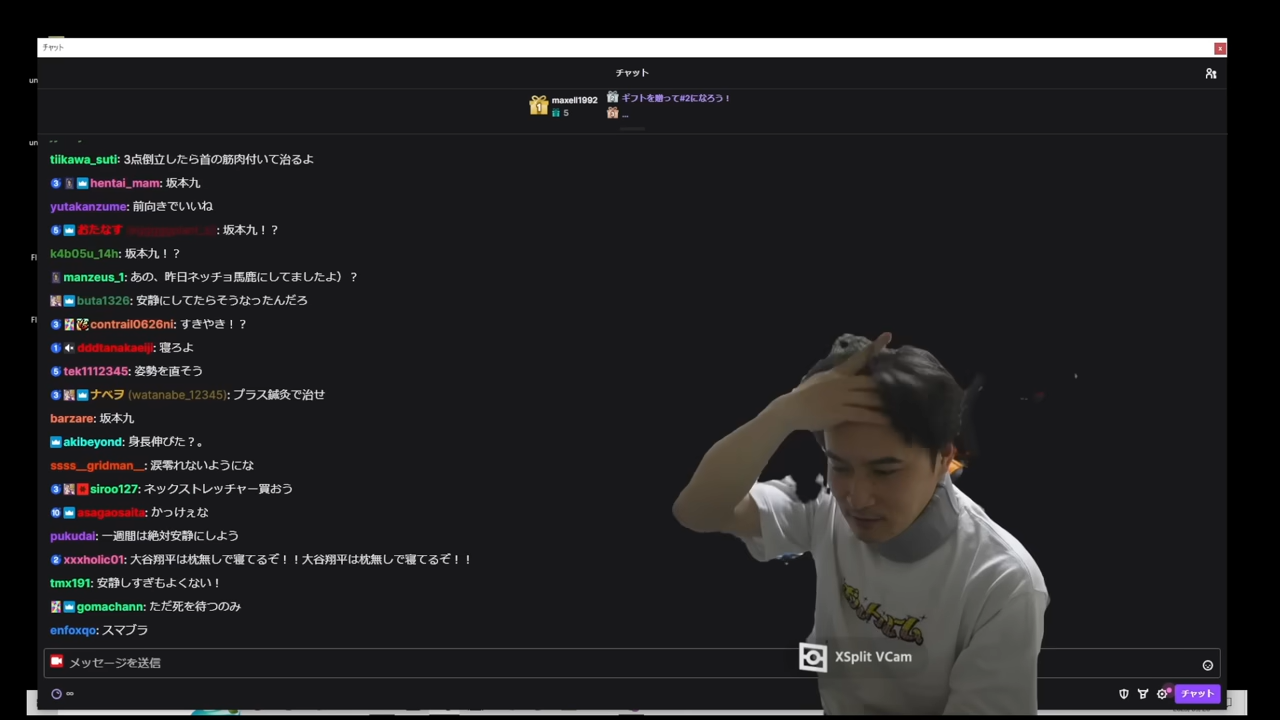 チャット
チャット
maxell1992
5
ギフトを贈って#2になろう！
...
un
un
Fl
Fl
tiikawa_suti: 3点倒立したら首の筋肉付いて治るよ
hentai_mam: 坂本九
yutakanzume: 前向きでいいね
おたなす : 坂本九！？
k4b05u_14h: 坂本九！？
manzeus_1: あの、昨日ネッチョ馬鹿にしてましたよ）？
buta1326: 安静にしてたらそうなったんだろ
contrail0626ni: すきやき！？
dddtanakaeiji: 寝ろよ
tek1112345: 姿勢を直そう
ナベヲ (watanabe_12345): プラス鍼灸で治せ
barzare: 坂本九
akibeyond: 身長伸びた？。
ssss__gridman__: 涙零れないようにな
siroo127: ネックストレッチャー買おう
asagaosaita: かっけぇな
pukudai: 一週間は絶対安静にしよう
xxxholic01: 大谷翔平は枕無しで寝てるぞ！！大谷翔平は枕無しで寝てるぞ！！
tmx191: 安静しすぎもよくない！
gomachann: ただ死を待つのみ
enfoxqo: スマブラ
メッセージを送信
XSplit VCam
∞
チャット